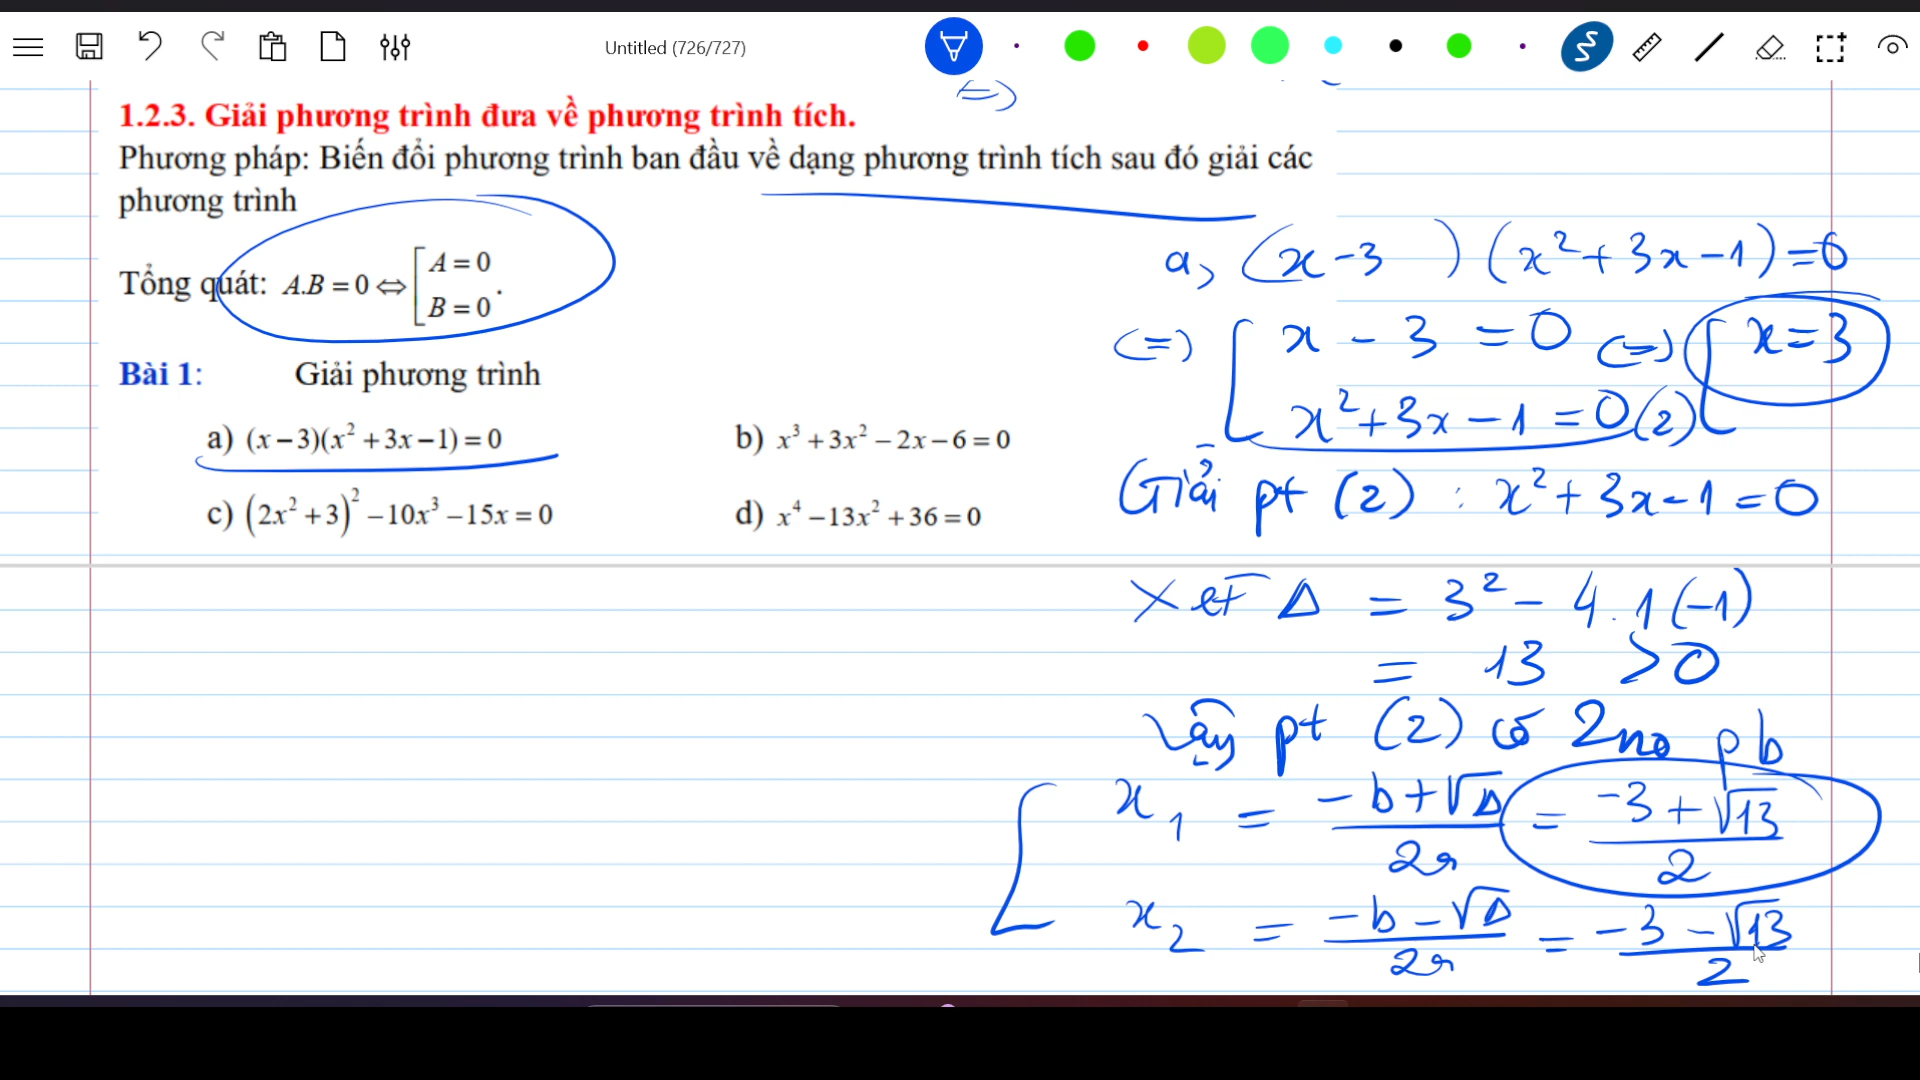 Untitled (726/727)
1.2.3. Giải phương trình đưa về phương trình tích.
Phương pháp: Biến đổi phương trình ban đầu về dạng phương trình tích sau đó giải các
phương trình
Tổng quát: A.B = 0 ⇔ [ A = 0
B = 0 .
Bài 1: Giải phương trình
a) (x − 3)(x² + 3x − 1) = 0
b) x³ + 3x² − 2x − 6 = 0
c) (2x² + 3)² − 10x³ − 15x = 0
d) x⁴ − 13x² + 36 = 0
⇔
a, (x − 3 ) (x² + 3x − 1) = 0
⇔ [ x − 3 = 0 ⇔ [ x = 3
x² + 3x − 1 = 0 (2)
Giải pt (2) : x² + 3x − 1 = 0
Xét Δ = 3² − 4.1(−1)
= 13 > 0
Vậy pt (2) có 2 no pb
[ x₁ = (−b + √Δ)/2a = (−3 + √13)/2
x₂ = (−b − √Δ)/2a = (−3 − √13)/2